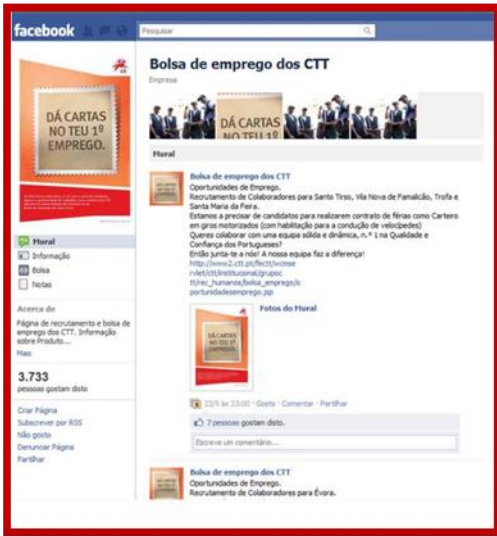 facebook
Pesquisar
DÁ CARTAS
NO TEU 1º
EMPREGO.
Mural
Informação
Bolsa
Notas
Acerca de
Página de recrutamento e bolsa de
emprego dos CTT. Informação
sobre Produto....
Mais
3.733
pessoas gostam disto
Criar Página
Subscrever por RSS
Não gosto
Denunciar Página
Partilhar
Bolsa de emprego dos CTT
Empresa
DÁ CARTAS
NO TEU 1º
Mural
Bolsa de emprego dos CTT
Oportunidades de Emprego.
Recrutamento de Colaboradores para Santo Tirso, Vila Nova de Famalicão, Trofa e
Santa Maria da Feira.
Estamos a precisar de candidatos para realizarem contrato de férias como Carteiro
em giros motorizados (com habilitação para a condução de velocípedes)
Queres colaborar com uma equipa sólida e dinâmica, n.º 1 na Qualidade e
Confiança dos Portugueses?
Então junta-te a nós! A nossa equipa faz a diferença!
http://www2.ctt.pt/fectt/wcmse
rvlet/ctt/institucional/grupoc
tt/rec_humanos/bolsa_emprego/o
portunidadesemprego.jsp
Fotos do Mural
DÁ CARTAS
NO TEU 1º
EMPREGO.
23/5 às 23:00 · Gosto · Comentar · Partilhar
7 pessoas gostam disto.
Escreve um comentário...
Bolsa de emprego dos CTT
Oportunidades de Emprego.
Recrutamento de Colaboradores para Évora.